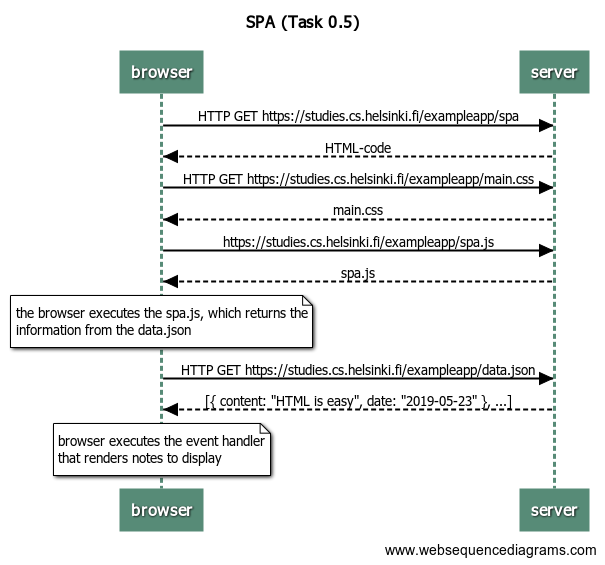 SPA (Task 0.5)
browser
server
HTTP GET https://studies.cs.helsinki.fi/exampleapp/spa
HTML-code
HTTP GET https://studies.cs.helsinki.fi/exampleapp/main.css
main.css
https://studies.cs.helsinki.fi/exampleapp/spa.js
spa.js
the browser executes the spa.js, which returns the
information from the data.json
HTTP GET https://studies.cs.helsinki.fi/exampleapp/data.json
[{ content: "HTML is easy", date: "2019-05-23" }, ...]
browser executes the event handler
that renders notes to display
browser
server
www.websequencediagrams.com